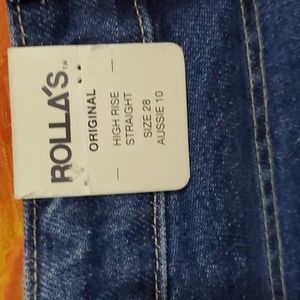 ROLLA'S™
ORIGINAL
HIGH RISE
STRAIGHT
SIZE 28
AUSSIE 10